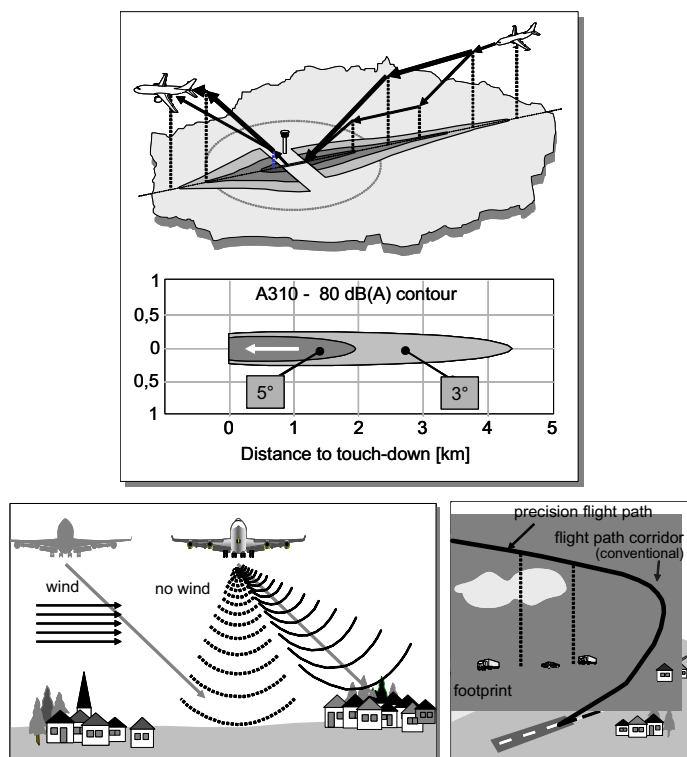 A310 - 80 dB(A) contour
1
0,5
0
0,5
1
5°
3°
0 1 2 3 4 5
Distance to touch-down [km]
wind
no wind
precision flight path
flight path corridor
(conventional)
footprint